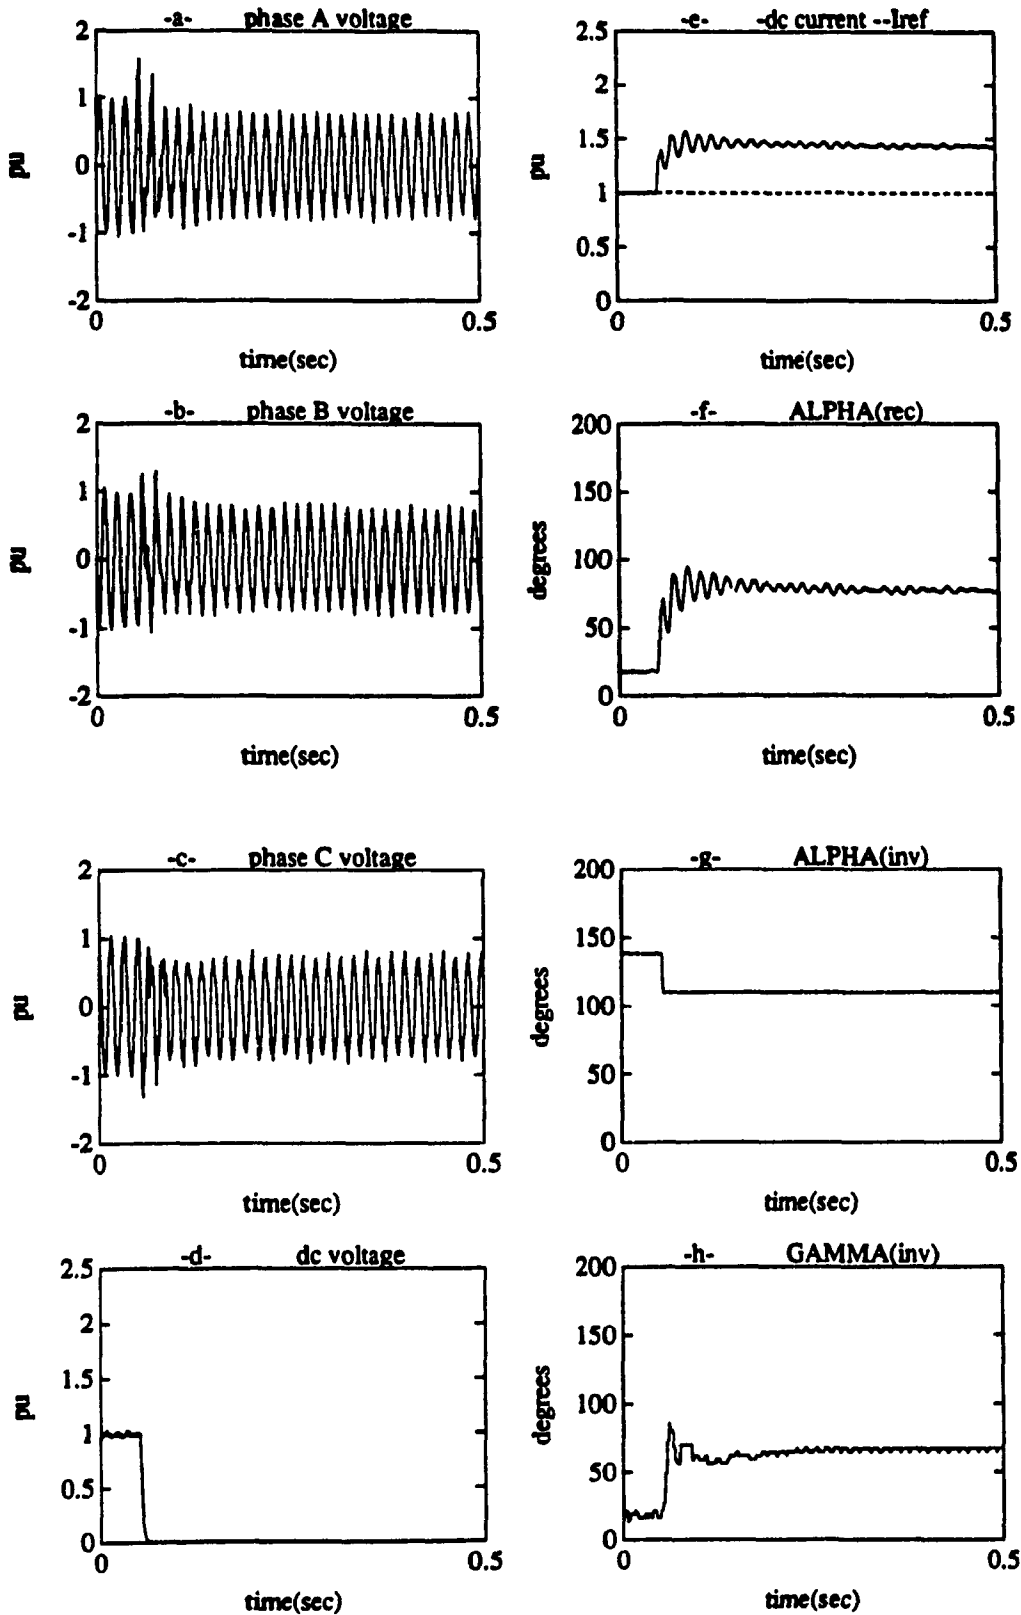 -a- phase A voltage
2
1
0
-1
-2
pu
0
0.5
time(sec)
-e- -dc current --Iref
2.5
2
1.5
1
0.5
0
pu
0
0.5
time(sec)
-b- phase B voltage
2
1
0
-1
-2
pu
0
0.5
time(sec)
-f- ALPHA(rec)
200
150
100
50
0
degrees
0
0.5
time(sec)
-c- phase C voltage
2
1
0
-1
-2
pu
0
0.5
time(sec)
-g- ALPHA(inv)
200
150
100
50
0
degrees
0
0.5
time(sec)
-d- dc voltage
2.5
2
1.5
1
0.5
0
pu
0
0.5
time(sec)
-h- GAMMA(inv)
200
150
100
50
0
degrees
0
0.5
time(sec)